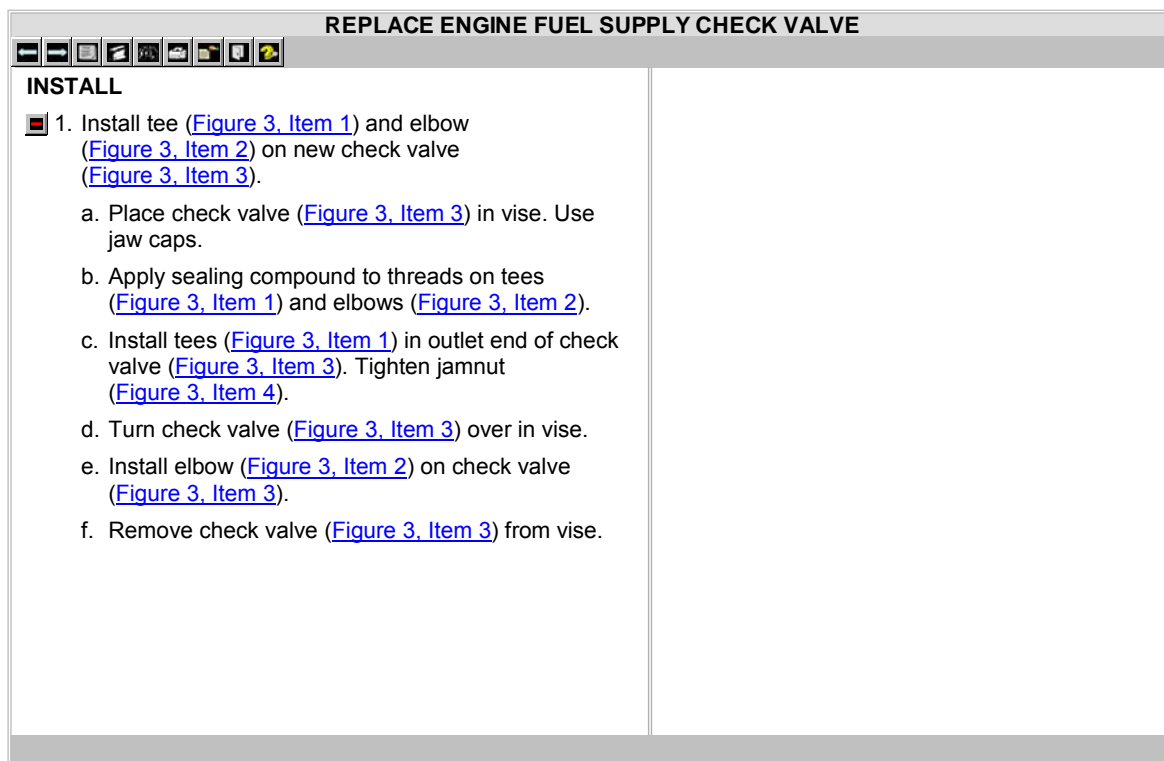 REPLACE ENGINE FUEL SUPPLY CHECK VALVE
INSTALL
1. Install tee (Figure 3, Item 1) and elbow
(Figure 3, Item 2) on new check valve
(Figure 3, Item 3).
a. Place check valve (Figure 3, Item 3) in vise. Use
jaw caps.
b. Apply sealing compound to threads on tees
(Figure 3, Item 1) and elbows (Figure 3, Item 2).
c. Install tees (Figure 3, Item 1) in outlet end of check
valve (Figure 3, Item 3). Tighten jamnut
(Figure 3, Item 4).
d. Turn check valve (Figure 3, Item 3) over in vise.
e. Install elbow (Figure 3, Item 2) on check valve
(Figure 3, Item 3).
f. Remove check valve (Figure 3, Item 3) from vise.